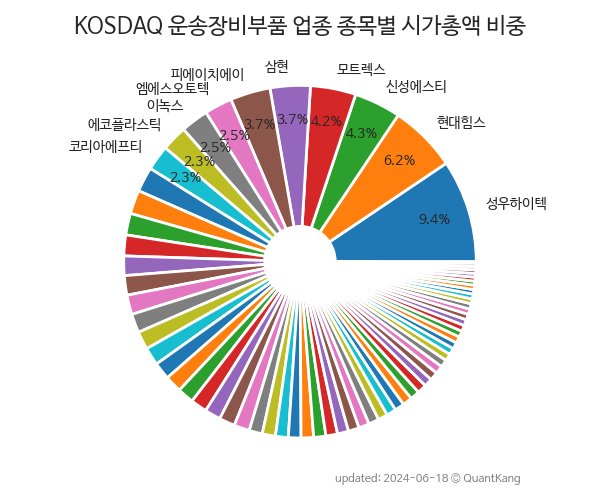 KOSDAQ 운송장비부품 업종 종목별 시가총액 비중
삼현
모트렉스
피에이치에이
신성에스티
엠에스오토텍
이녹스
현대힘스
에코플라스틱
코리아에프티
성우하이텍
3.7%
3.7%
4.2%
4.3%
2.5%
2.5%
2.3%
2.3%
6.2%
9.4%
updated: 2024-06-18 © QuantKang